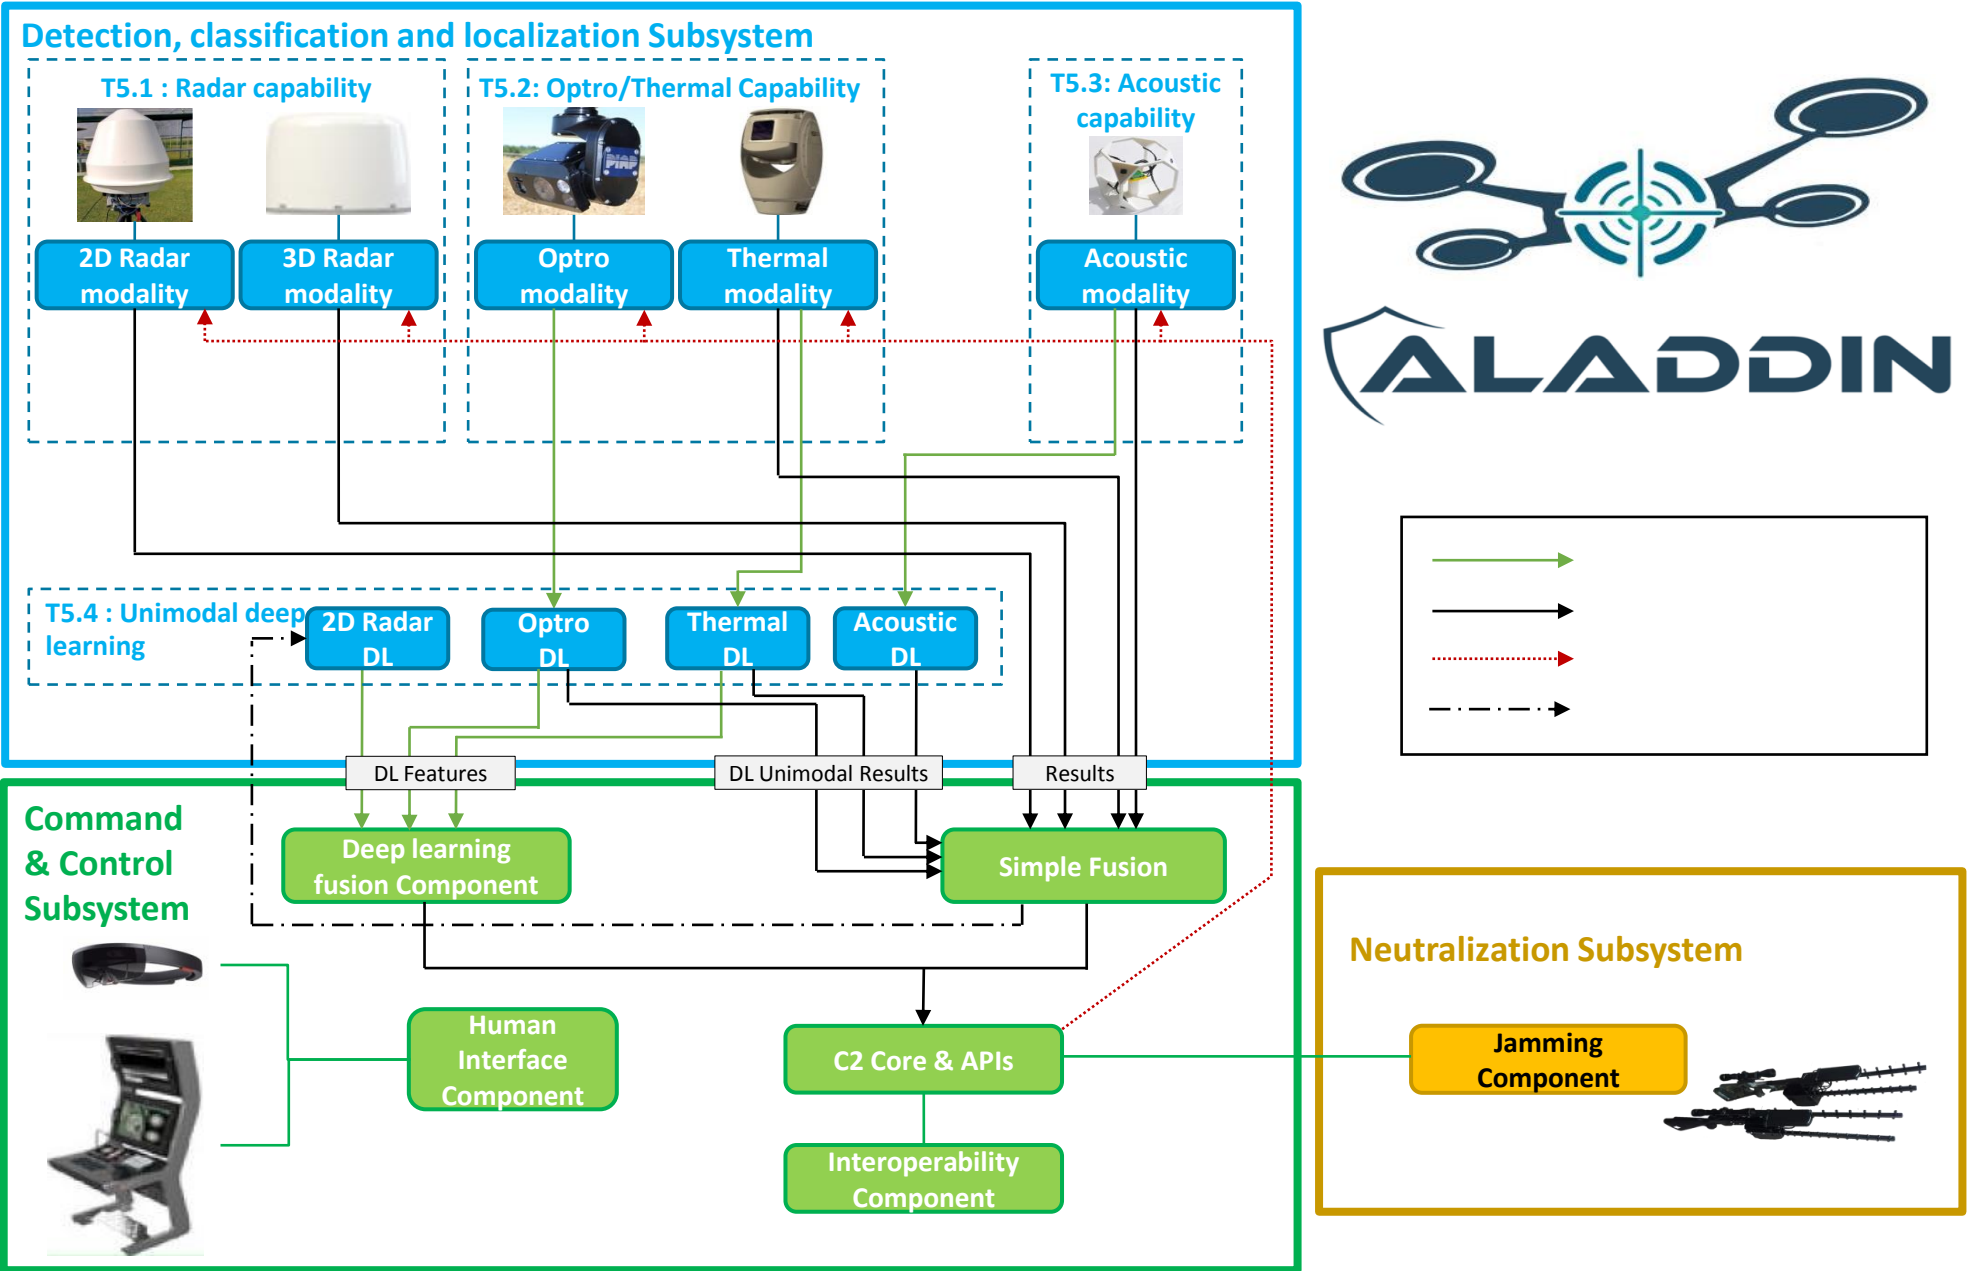 Detection, classification and localization Subsystem
T5.1 : Radar capability
T5.2: Optro/Thermal Capability
T5.3: Acoustic
capability
PIAP
2D Radar
modality
3D Radar
modality
Optro
modality
Thermal
modality
Acoustic
modality
ALADDIN
T5.4 : Unimodal deep
learning
2D Radar
DL
Optro
DL
Thermal
DL
Acoustic
DL
DL Features
DL Unimodal Results
Results
Command
& Control
Subsystem
Deep learning
fusion Component
Simple Fusion
Neutralization Subsystem
Human
Interface
Component
C2 Core & APIs
Jamming
Component
Interoperability
Component